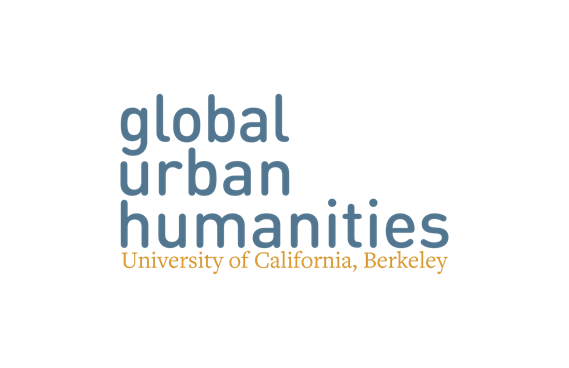 global
urban
humanities
University of California, Berkeley